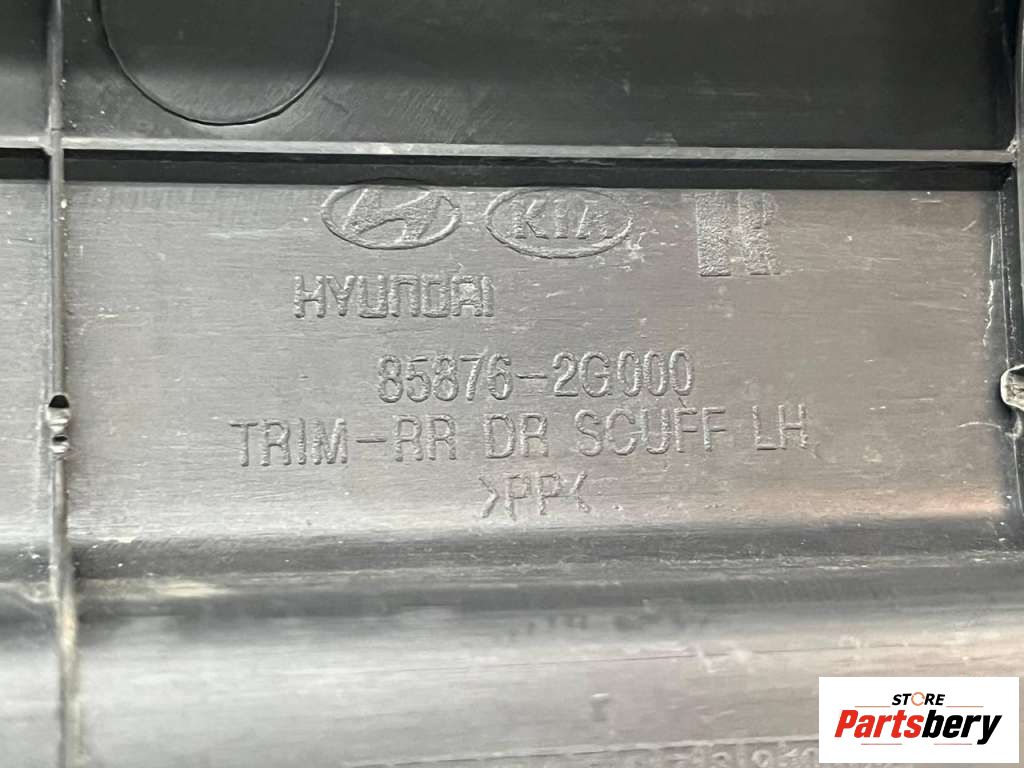 KIA
HYUNDAI
85876-2G000
TRIM-RR DR SCUFF LH
>PP<
STORE
Partsbery